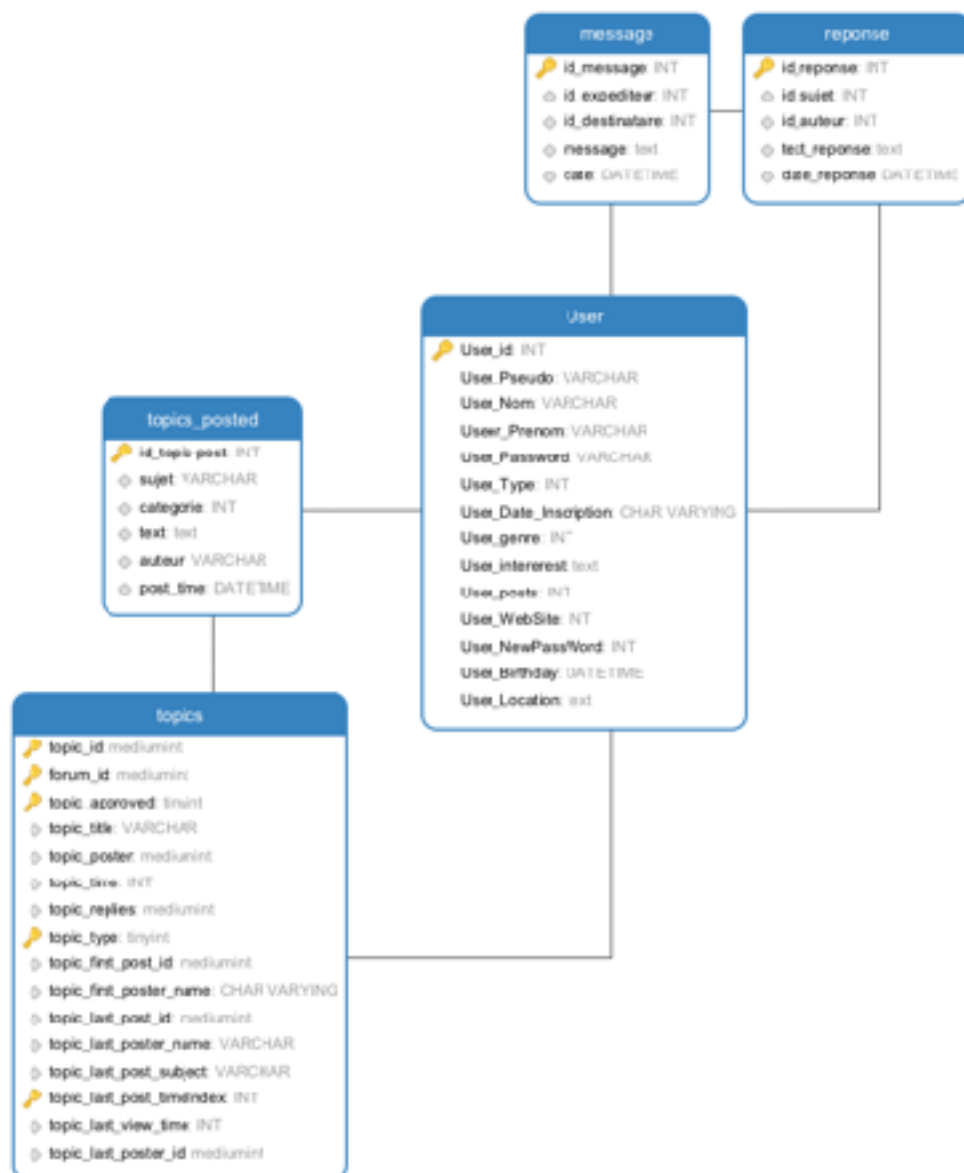 message
id_message: INT
id_expediteur: INT
id_destinataire: INT
message: text
date: DATETIME
reponse
id_reponse: INT
id_sujet: INT
id_auteur: INT
text_reponse: text
date_reponse: DATETIME
User
User_id: INT
User_Pseudo: VARCHAR
User_Nom: VARCHAR
User_Prenom: VARCHAR
User_Password: VARCHAR
User_Type: INT
User_Date_Inscription: CHAR VARYING
User_genre: INT
User_intererest: text
User_posts: INT
User_WebSite: INT
User_NewPassWord: INT
User_Birthday: DATETIME
User_Location: text
topics_posted
id_topic-post: INT
sujet: VARCHAR
categorie: INT
text: text
auteur: VARCHAR
post_time: DATETIME
topics
topic_id: mediumint
forum_id: mediumint
topic_approved: tinyint
topic_title: VARCHAR
topic_poster: mediumint
topic_time: INT
topic_replies: mediumint
topic_type: tinyint
topic_first_post_id: mediumint
topic_first_poster_name: CHAR VARYING
topic_last_post_id: mediumint
topic_last_poster_name: VARCHAR
topic_last_post_subject: VARCHAR
topic_last_post_timeIndex: INT
topic_last_view_time: INT
topic_last_poster_id: mediumint